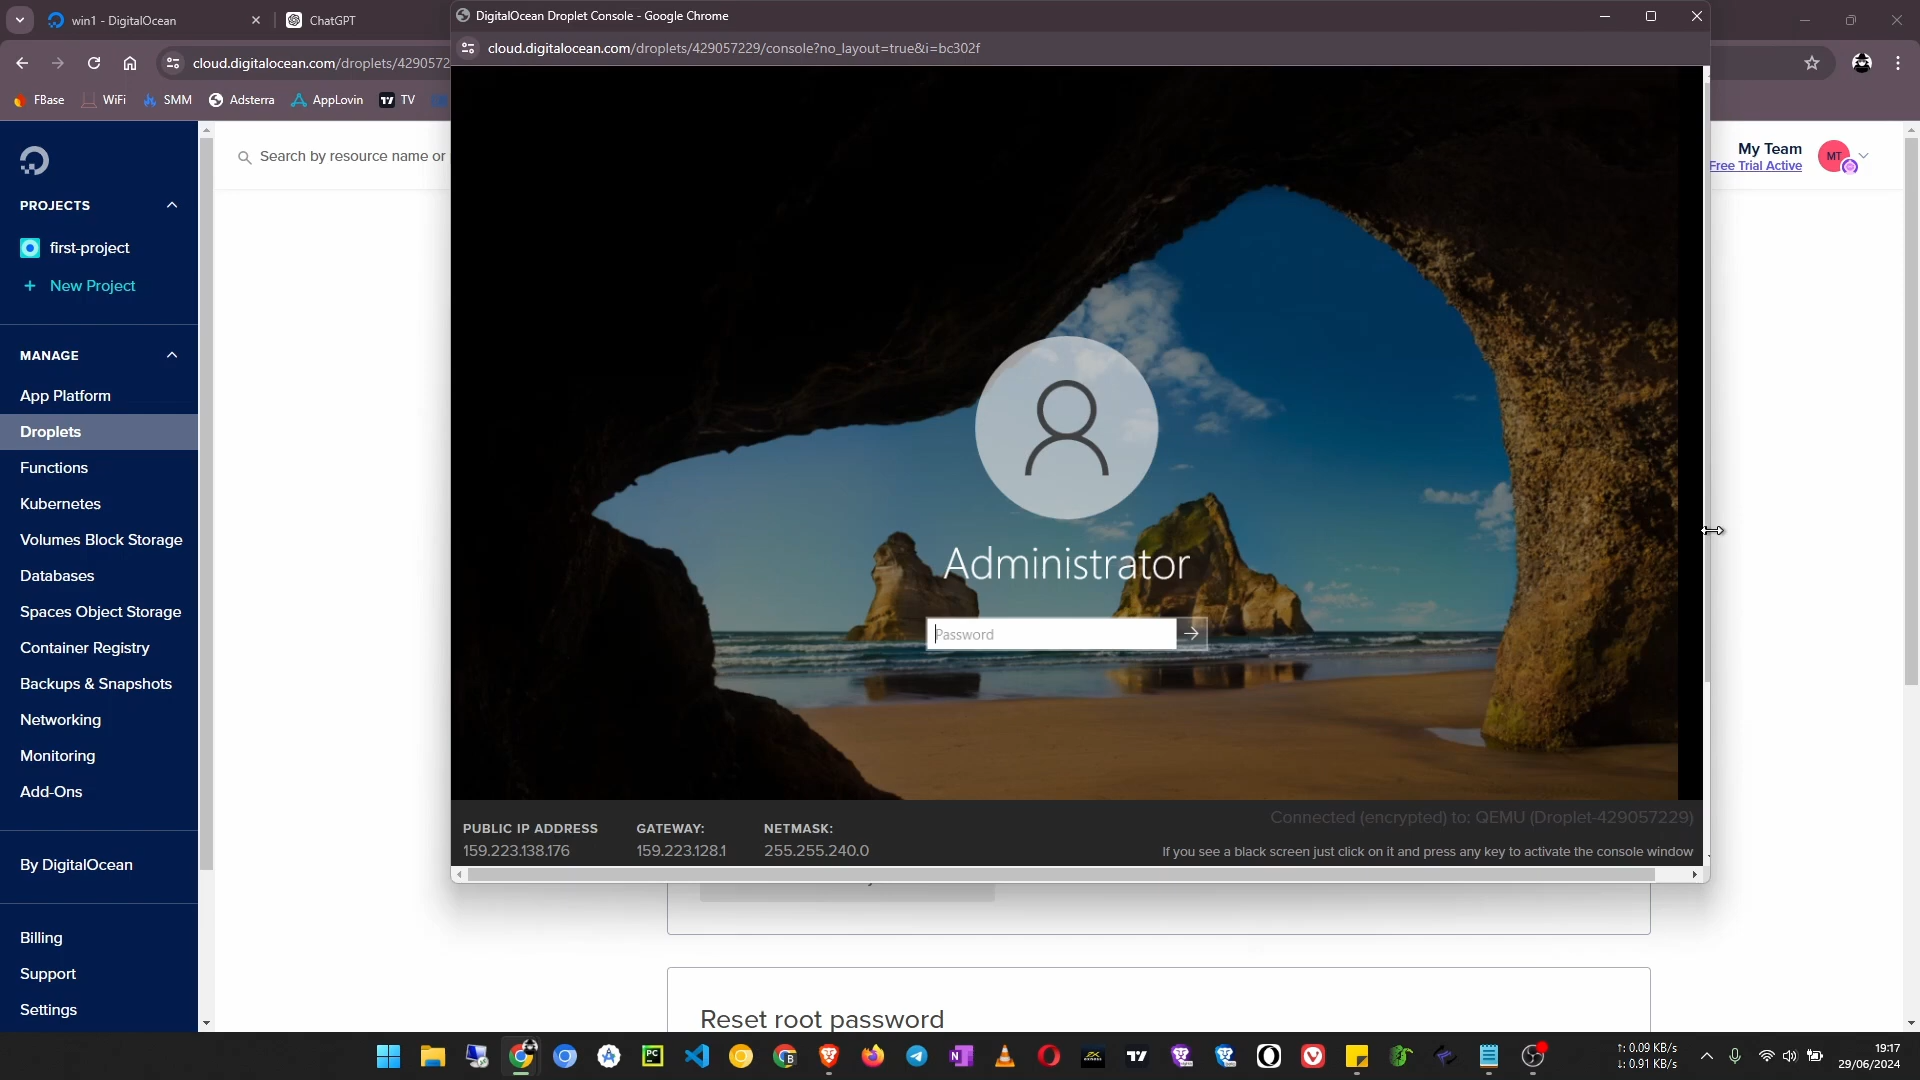 win1 - DigitalOcean
ChatGPT
cloud.digitalocean.com/droplets/4290572
FBase
WiFi
SMM
Adsterra
AppLovin
TV
DigitalOcean Droplet Console - Google Chrome
cloud.digitalocean.com/droplets/429057229/console?no_layout=true&i=bc302f
Search by resource name or
My Team
Free Trial Active
MT
PROJECTS
first-project
+ New Project
MANAGE
App Platform
Droplets
Functions
Kubernetes
Volumes Block Storage
Databases
Spaces Object Storage
Container Registry
Backups & Snapshots
Networking
Monitoring
Add-Ons
By DigitalOcean
Billing
Support
Settings
Administrator
Password
PUBLIC IP ADDRESS
159.223.138.176
GATEWAY:
159.223.128.1
NETMASK:
255.255.240.0
Connected (encrypted) to: QEMU (Droplet-429057229)
If you see a black screen just click on it and press any key to activate the console window
Reset root password
↑: 0.09 KB/s
↓: 0.91 KB/s
19:17
29/06/2024